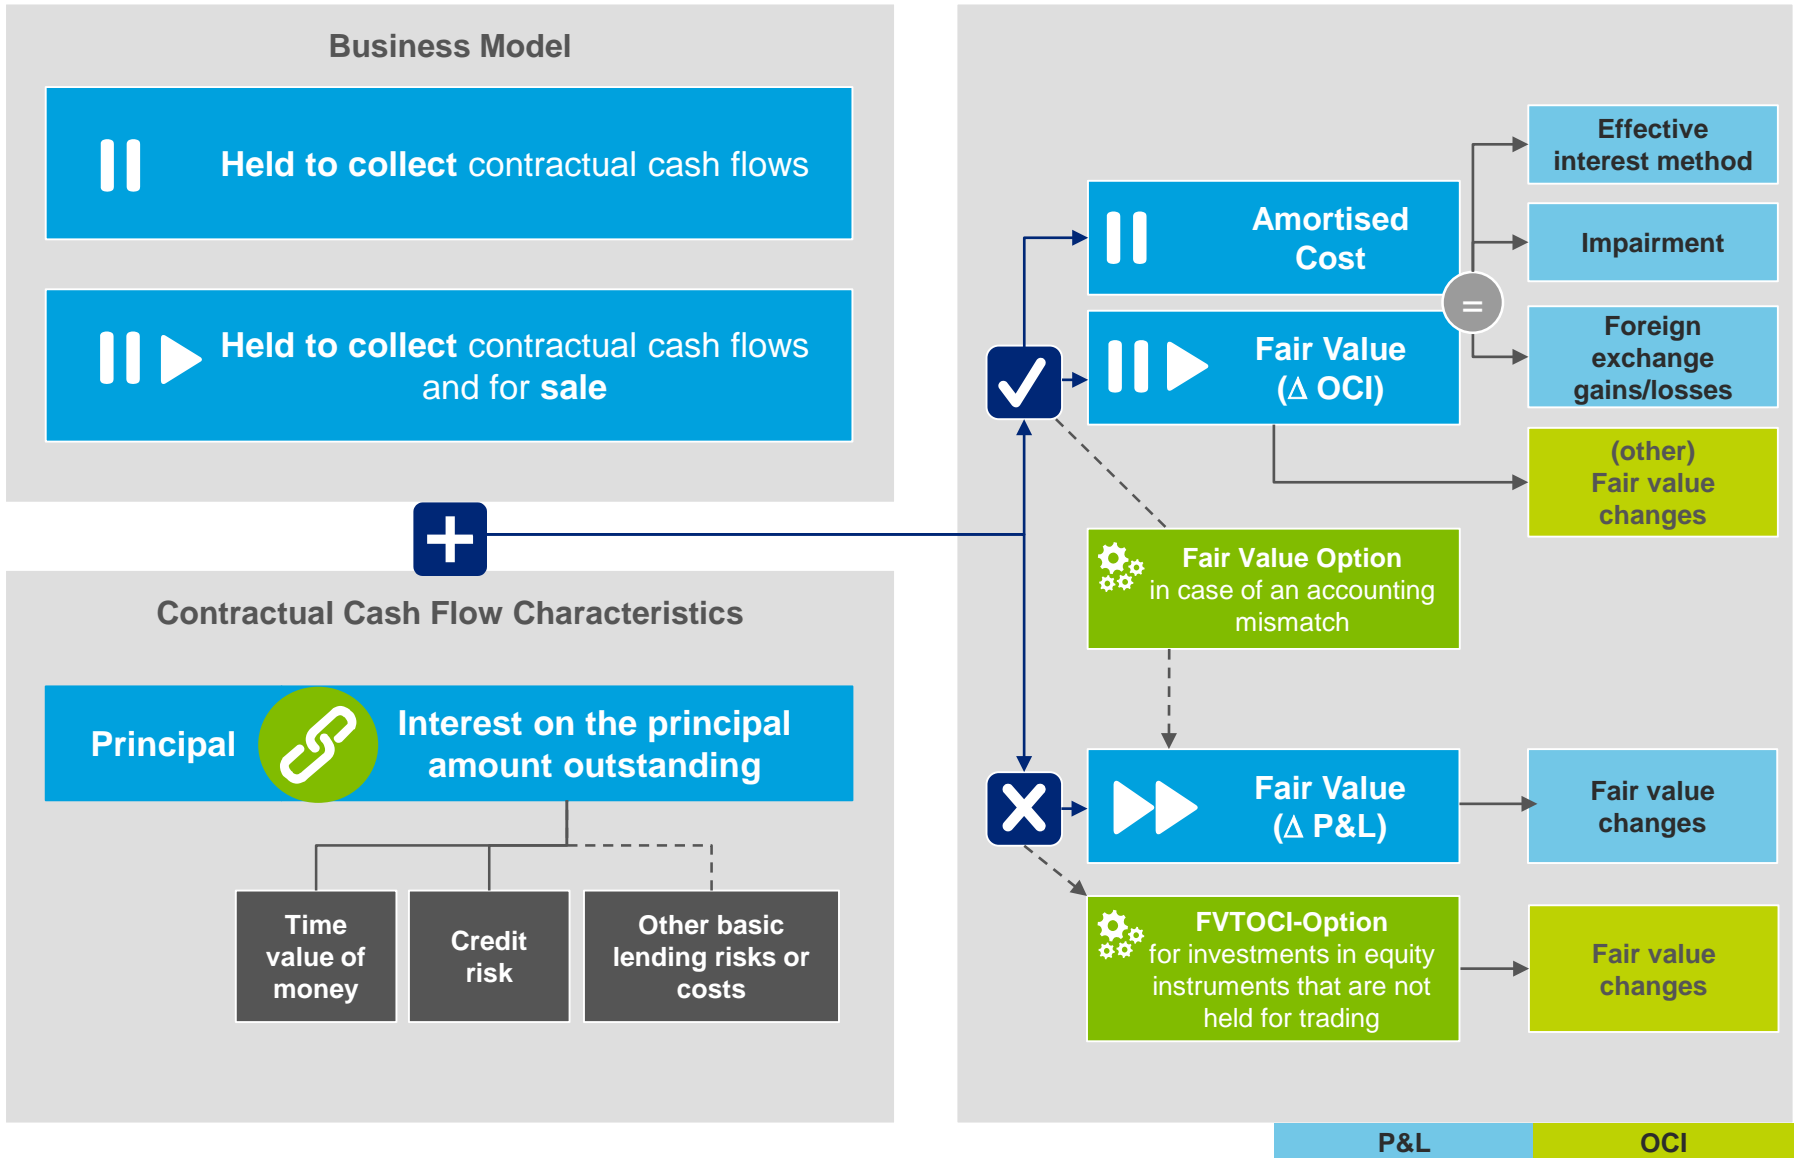 Business Model
Held to collect contractual cash flows
Held to collect contractual cash flows
and for sale
Contractual Cash Flow Characteristics
Principal
Interest on the principal
amount outstanding
Time
value of
money
Credit
risk
Other basic
lending risks or
costs
Amortised
Cost
Fair Value
(Δ OCI)
=
Effective
interest method
Impairment
Foreign
exchange
gains/losses
(other)
Fair value
changes
Fair Value Option
in case of an accounting
mismatch
Fair Value
(Δ P&L)
Fair value
changes
FVTOCI-Option
for investments in equity
instruments that are not
held for trading
Fair value
changes
P&L
OCI